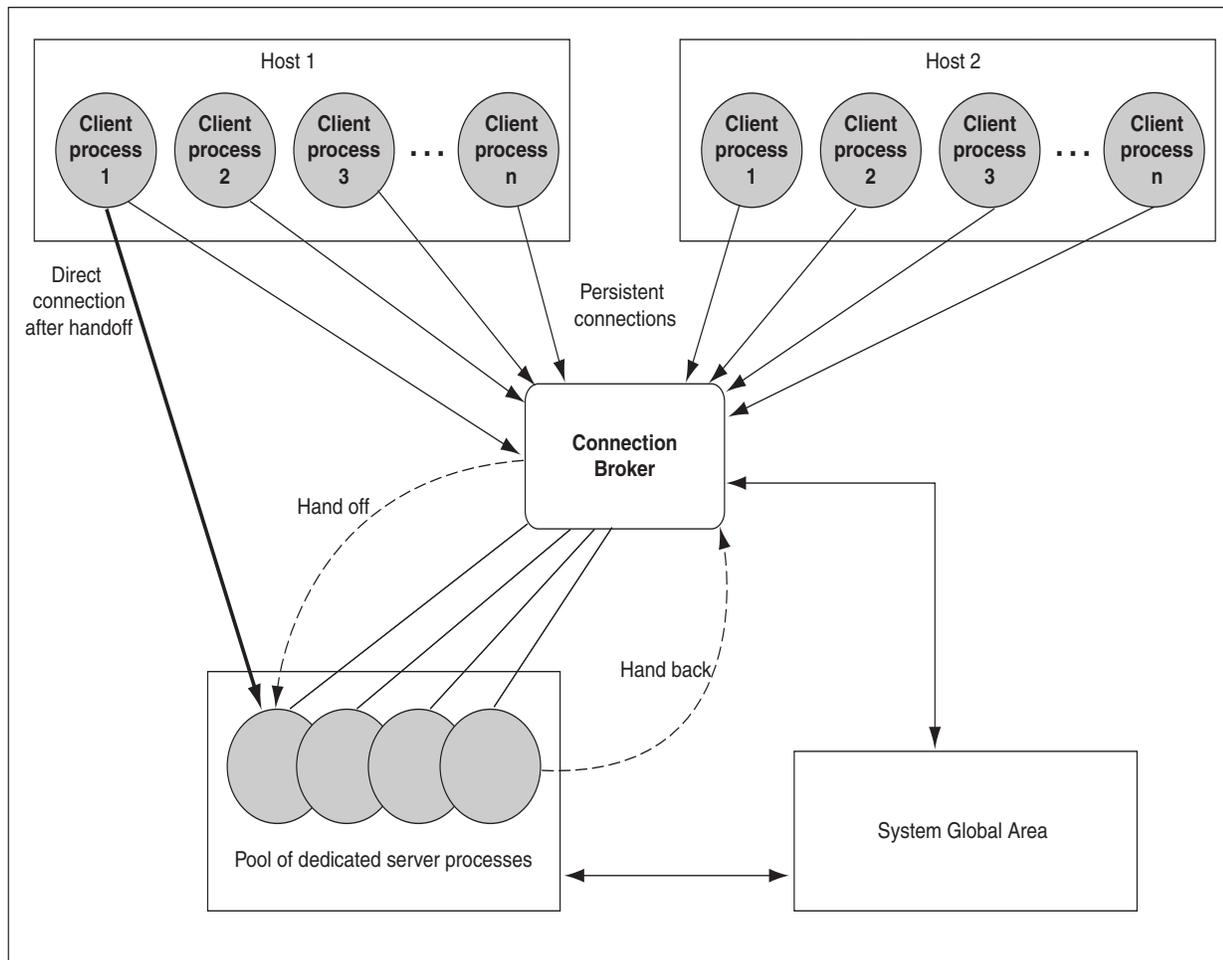 Host 1
Host 2
Client
process
1
Client
process
2
Client
process
3
...
Client
process
n
Client
process
1
Client
process
2
Client
process
3
...
Client
process
n
Direct
connection
after handoff
Persistent
connections
Connection
Broker
Hand off
Hand back
Pool of dedicated server processes
System Global Area